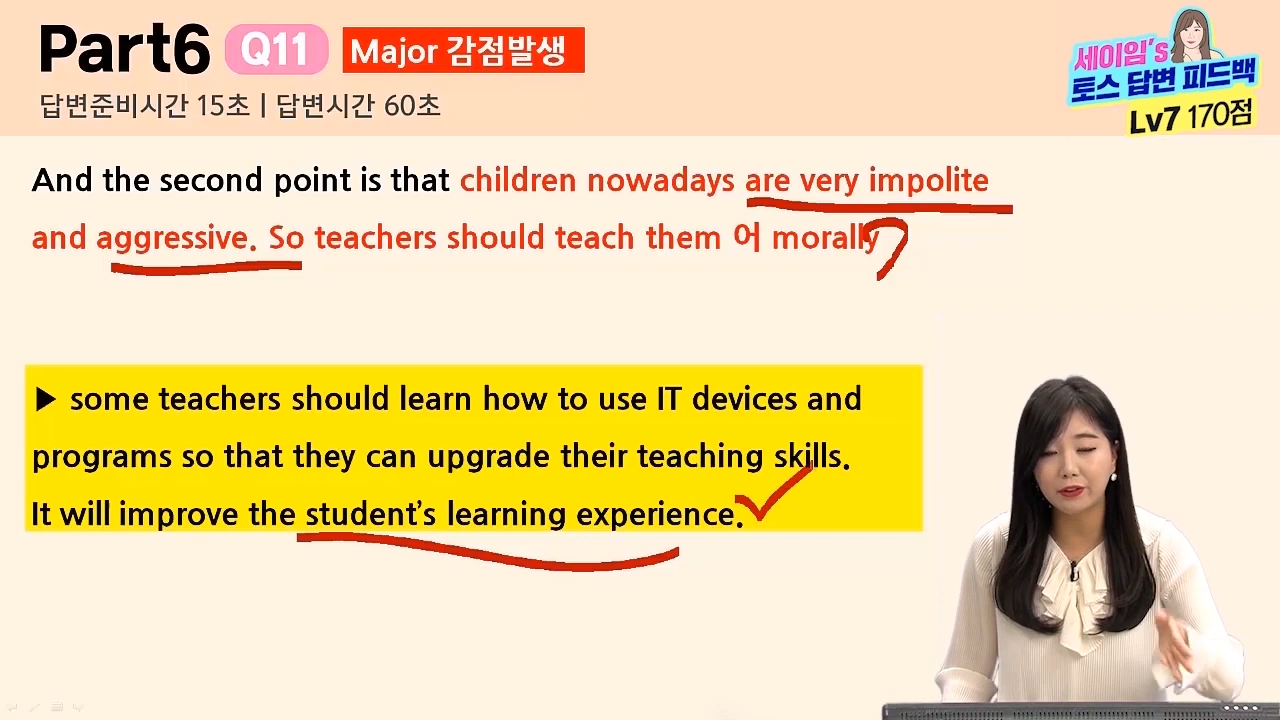 Part6 Q11 Major 감점발생
답변준비시간 15초 | 답변시간 60초
세이임's
토스 답변 피드백
Lv7 170점
And the second point is that children nowadays are very impolite
and aggressive. So teachers should teach them 어 morally
▶ some teachers should learn how to use IT devices and
programs so that they can upgrade their teaching skills.
It will improve the student’s learning experience.